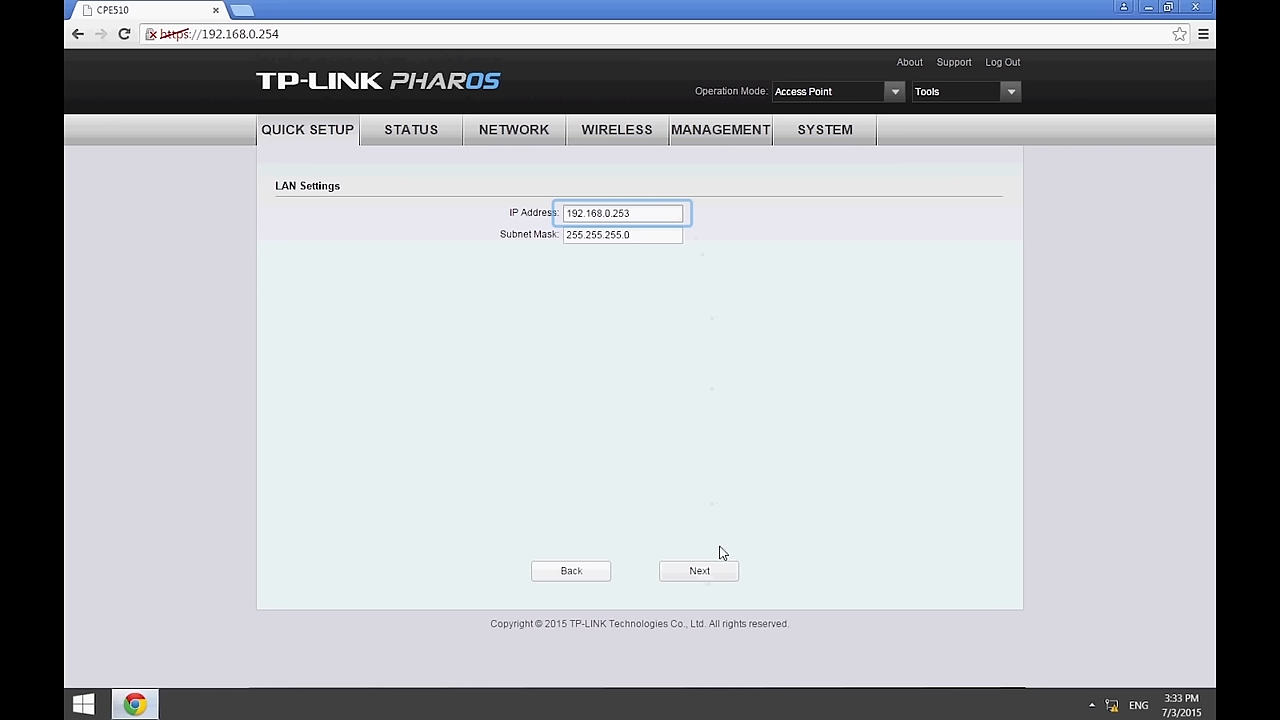 CPE510
https://192.168.0.254
About Support Log Out
TP-LINK PHAROS
Operation Mode: Access Point Tools
QUICK SETUP STATUS NETWORK WIRELESS MANAGEMENT SYSTEM
LAN Settings
IP Address: 192.168.0.253
Subnet Mask: 255.255.255.0
Back Next
Copyright © 2015 TP-LINK Technologies Co., Ltd. All rights reserved.
ENG 3:33 PM
7/3/2015